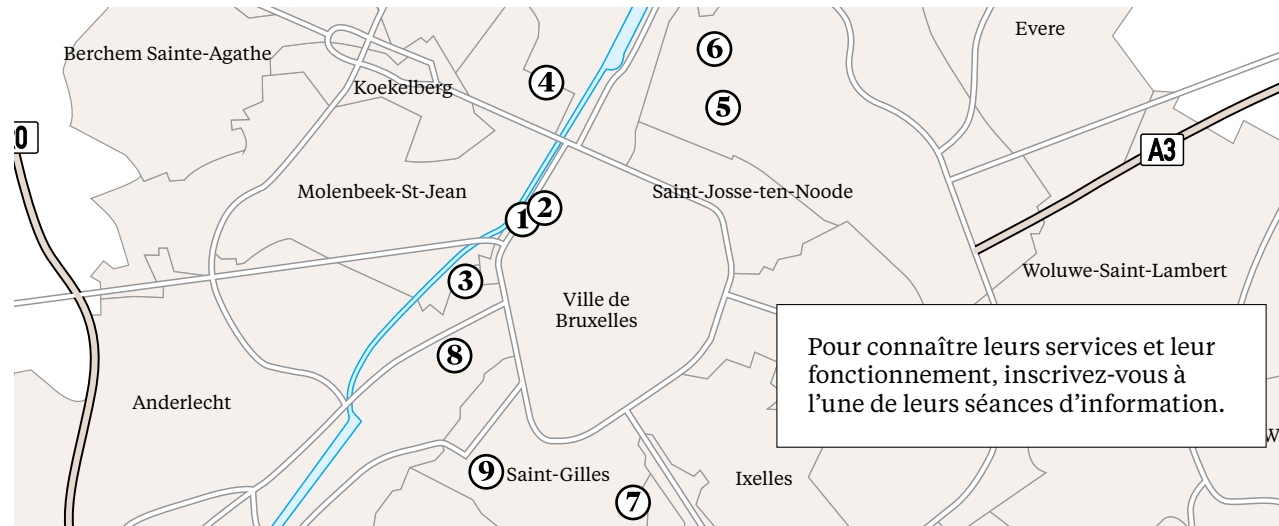 Evere
6
Berchem Sainte-Agathe
4
Koekelberg
5
A3
Molenbeek-St-Jean
Saint-Josse-ten-Noode
1
2
Woluwe-Saint-Lambert
3
Ville de
Bruxelles
8
Pour connaître leurs services et leur
fonctionnement, inscrivez-vous à
l’une de leurs séances d’information.
Anderlecht
9
Saint-Gilles
Ixelles
7